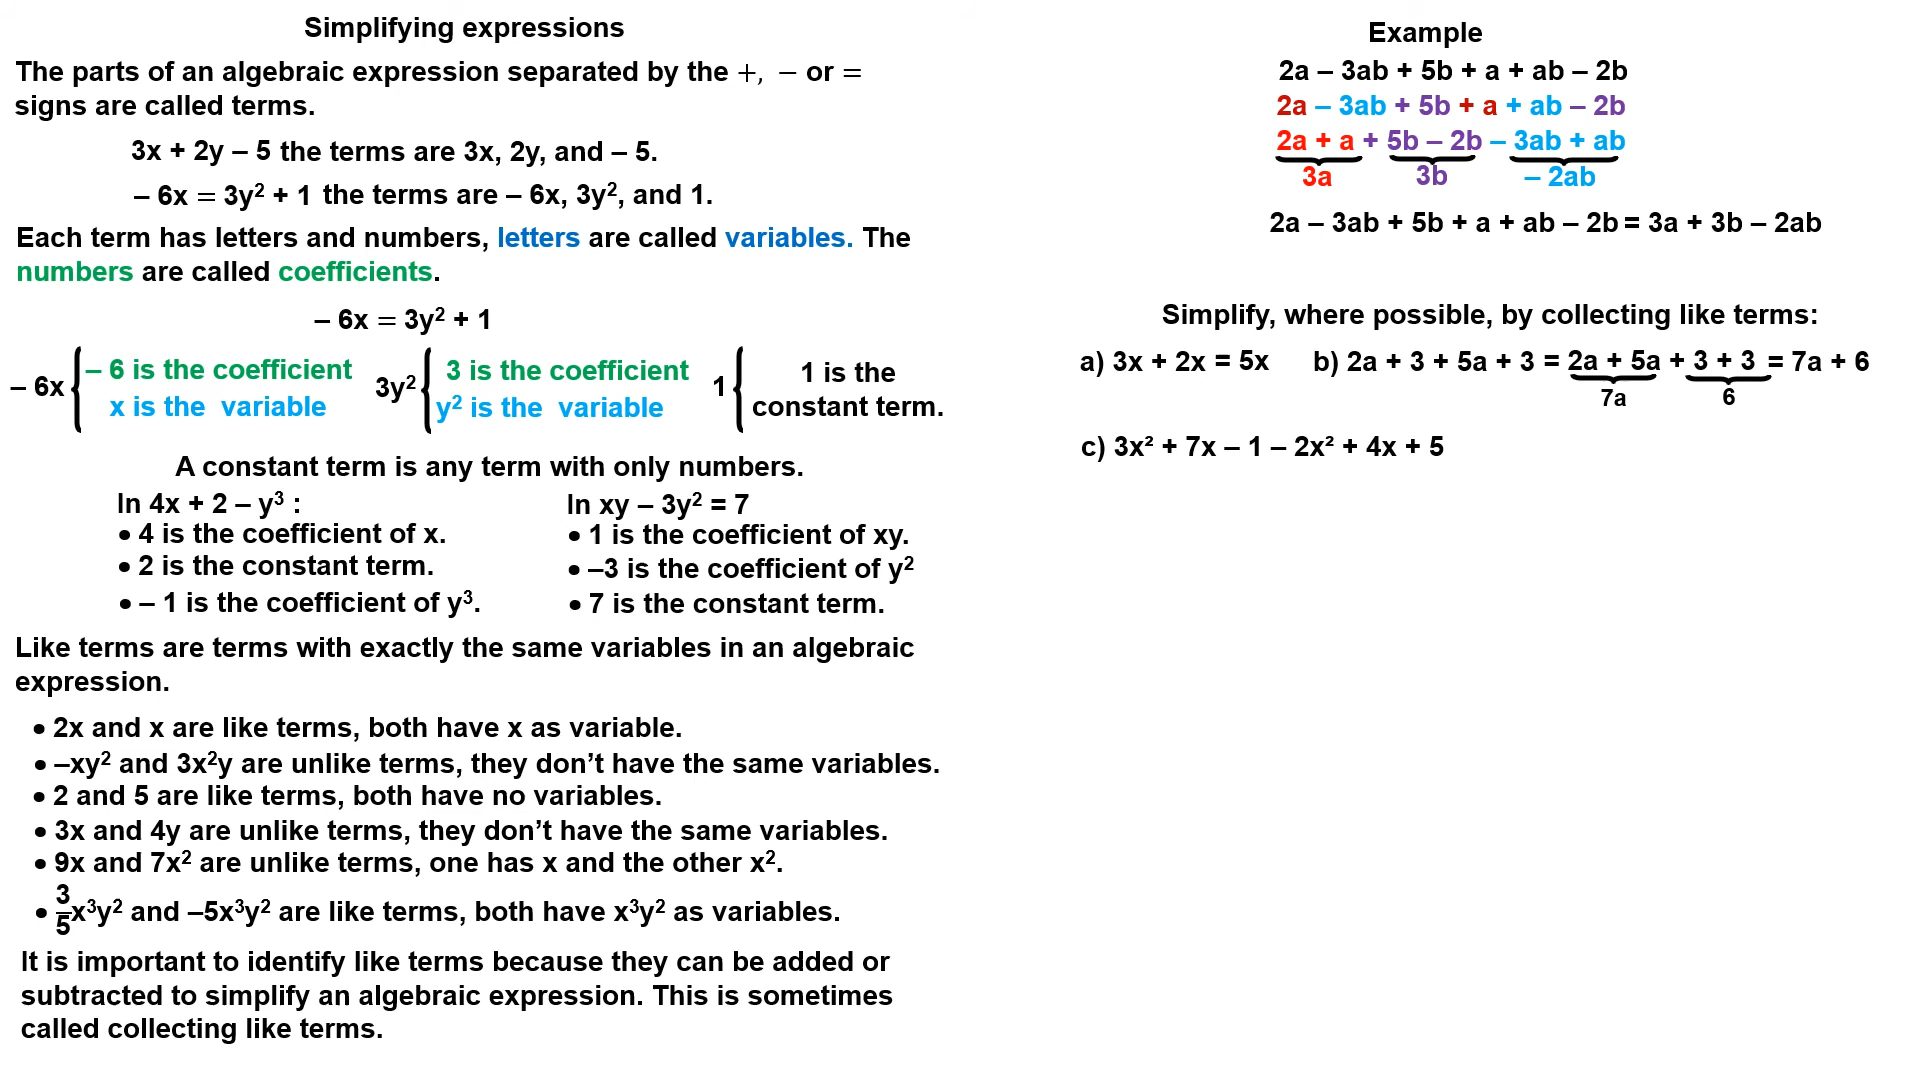 Simplifying expressions
The parts of an algebraic expression separated by the +, – or =
signs are called terms.
3x + 2y – 5 the terms are 3x, 2y, and – 5.
– 6x = 3y² + 1 the terms are – 6x, 3y², and 1.
Each term has letters and numbers, letters are called variables. The
numbers are called coefficients.
– 6x = 3y² + 1
– 6x { – 6 is the coefficient
x is the variable
3y² { 3 is the coefficient
y² is the variable
1 { 1 is the
constant term.
A constant term is any term with only numbers.
In 4x + 2 – y³ :
• 4 is the coefficient of x.
• 2 is the constant term.
• – 1 is the coefficient of y³.
In xy – 3y² = 7
• 1 is the coefficient of xy.
• –3 is the coefficient of y²
• 7 is the constant term.
Like terms are terms with exactly the same variables in an algebraic
expression.
• 2x and x are like terms, both have x as variable.
• –xy² and 3x²y are unlike terms, they don’t have the same variables.
• 2 and 5 are like terms, both have no variables.
• 3x and 4y are unlike terms, they don’t have the same variables.
• 9x and 7x² are unlike terms, one has x and the other x².
• 3/5x³y² and –5x³y² are like terms, both have x³y² as variables.
It is important to identify like terms because they can be added or
subtracted to simplify an algebraic expression. This is sometimes
called collecting like terms.
Example
2a – 3ab + 5b + a + ab – 2b
2a – 3ab + 5b + a + ab – 2b
2a + a + 5b – 2b – 3ab + ab
3a 3b – 2ab
2a – 3ab + 5b + a + ab – 2b = 3a + 3b – 2ab
Simplify, where possible, by collecting like terms:
a) 3x + 2x = 5x b) 2a + 3 + 5a + 3 = 2a + 5a + 3 + 3 = 7a + 6
7a 6
c) 3x² + 7x – 1 – 2x² + 4x + 5